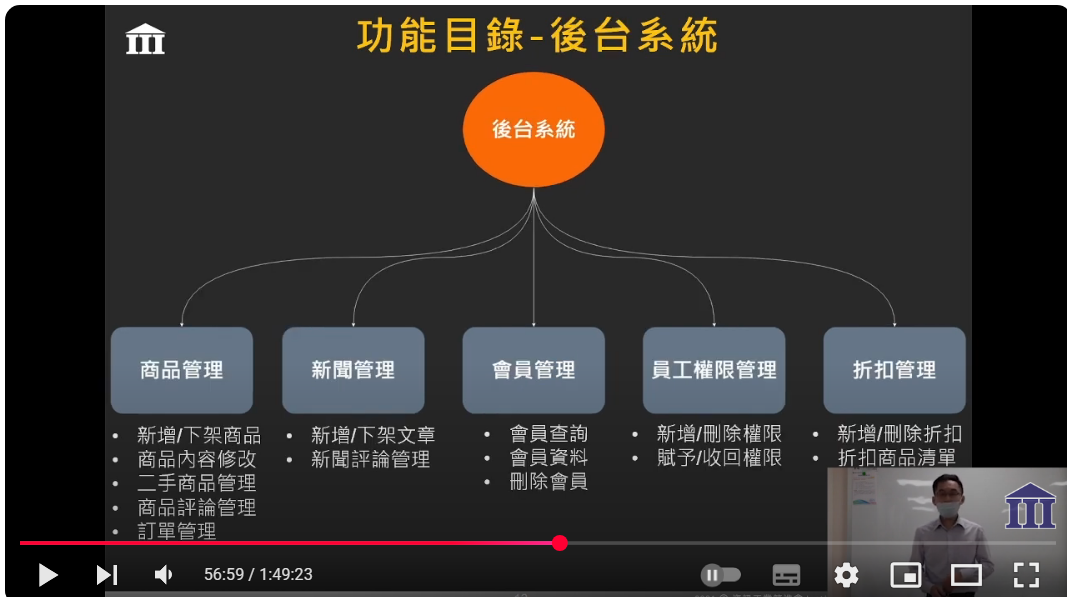 功能目錄-後台系統
後台系統
商品管理
新聞管理
會員管理
員工權限管理
折扣管理
• 新增/下架商品
• 商品內容修改
• 二手商品管理
• 商品評論管理
• 訂單管理
• 新增/下架文章
• 新聞評論管理
• 會員查詢
• 會員資料
• 刪除會員
• 新增/刪除權限
• 賦予/收回權限
• 新增/刪除折扣
• 折扣商品清單
56:59 / 1:49:23